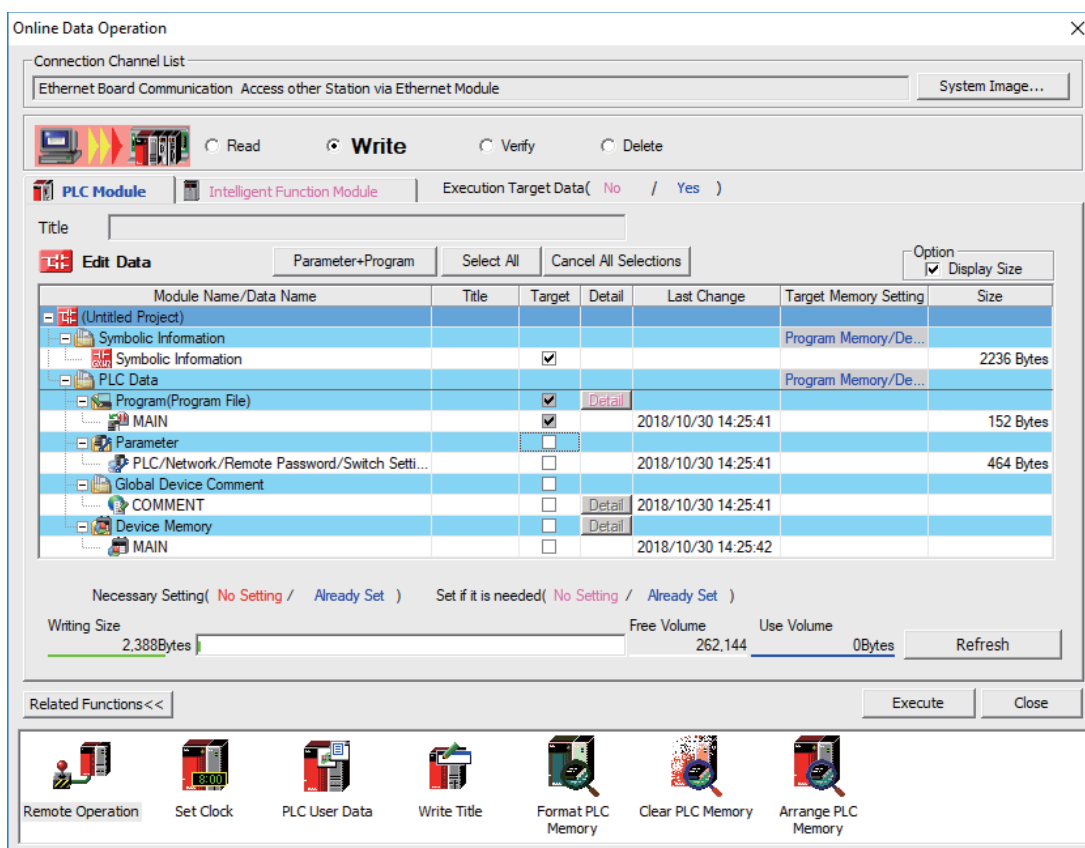 Online Data Operation
Connection Channel List
Ethernet Board Communication Access other Station via Ethernet Module
System Image...
Read Write Verify Delete
PLC Module Intelligent Function Module Execution Target Data( No / Yes )
Title
Edit Data Parameter+Program Select All Cancel All Selections Option
Display Size
Module Name/Data Name Title Target Detail Last Change Target Memory Setting Size
(Untitled Project)
Symbolic Information Program Memory/De...
Symbolic Information 2236 Bytes
PLC Data Program Memory/De...
Program(Program File) Detail
MAIN 2018/10/30 14:25:41 152 Bytes
Parameter
PLC/Network/Remote Password/Switch Setti... 2018/10/30 14:25:41 464 Bytes
Global Device Comment
COMMENT Detail 2018/10/30 14:25:41
Device Memory Detail
MAIN 2018/10/30 14:25:42
Necessary Setting( No Setting / Already Set ) Set if it is needed( No Setting / Already Set )
Writing Size Free Volume Use Volume
2,388Bytes 262,144 0Bytes Refresh
Related Functions<< Execute Close
8:00
Remote Operation Set Clock PLC User Data Write Title Format PLC Memory Clear PLC Memory Arrange PLC Memory